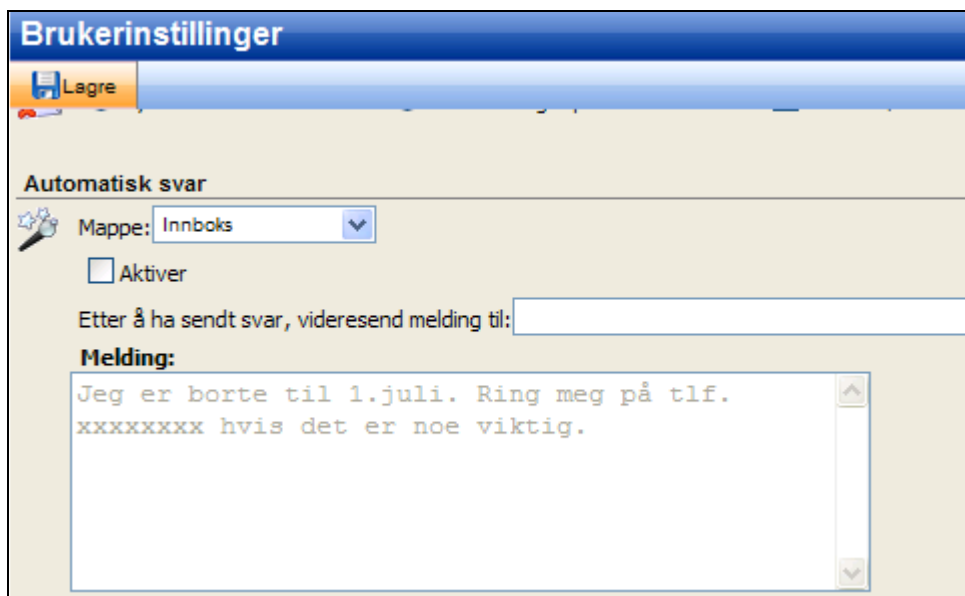 Brukerinstillinger
Lagre
Automatisk svar
Mappe: Innboks
Aktiver
Etter å ha sendt svar, videresend melding til:
Melding:
Jeg er borte til 1.juli. Ring meg på tlf.
xxxxxxxx hvis det er noe viktig.